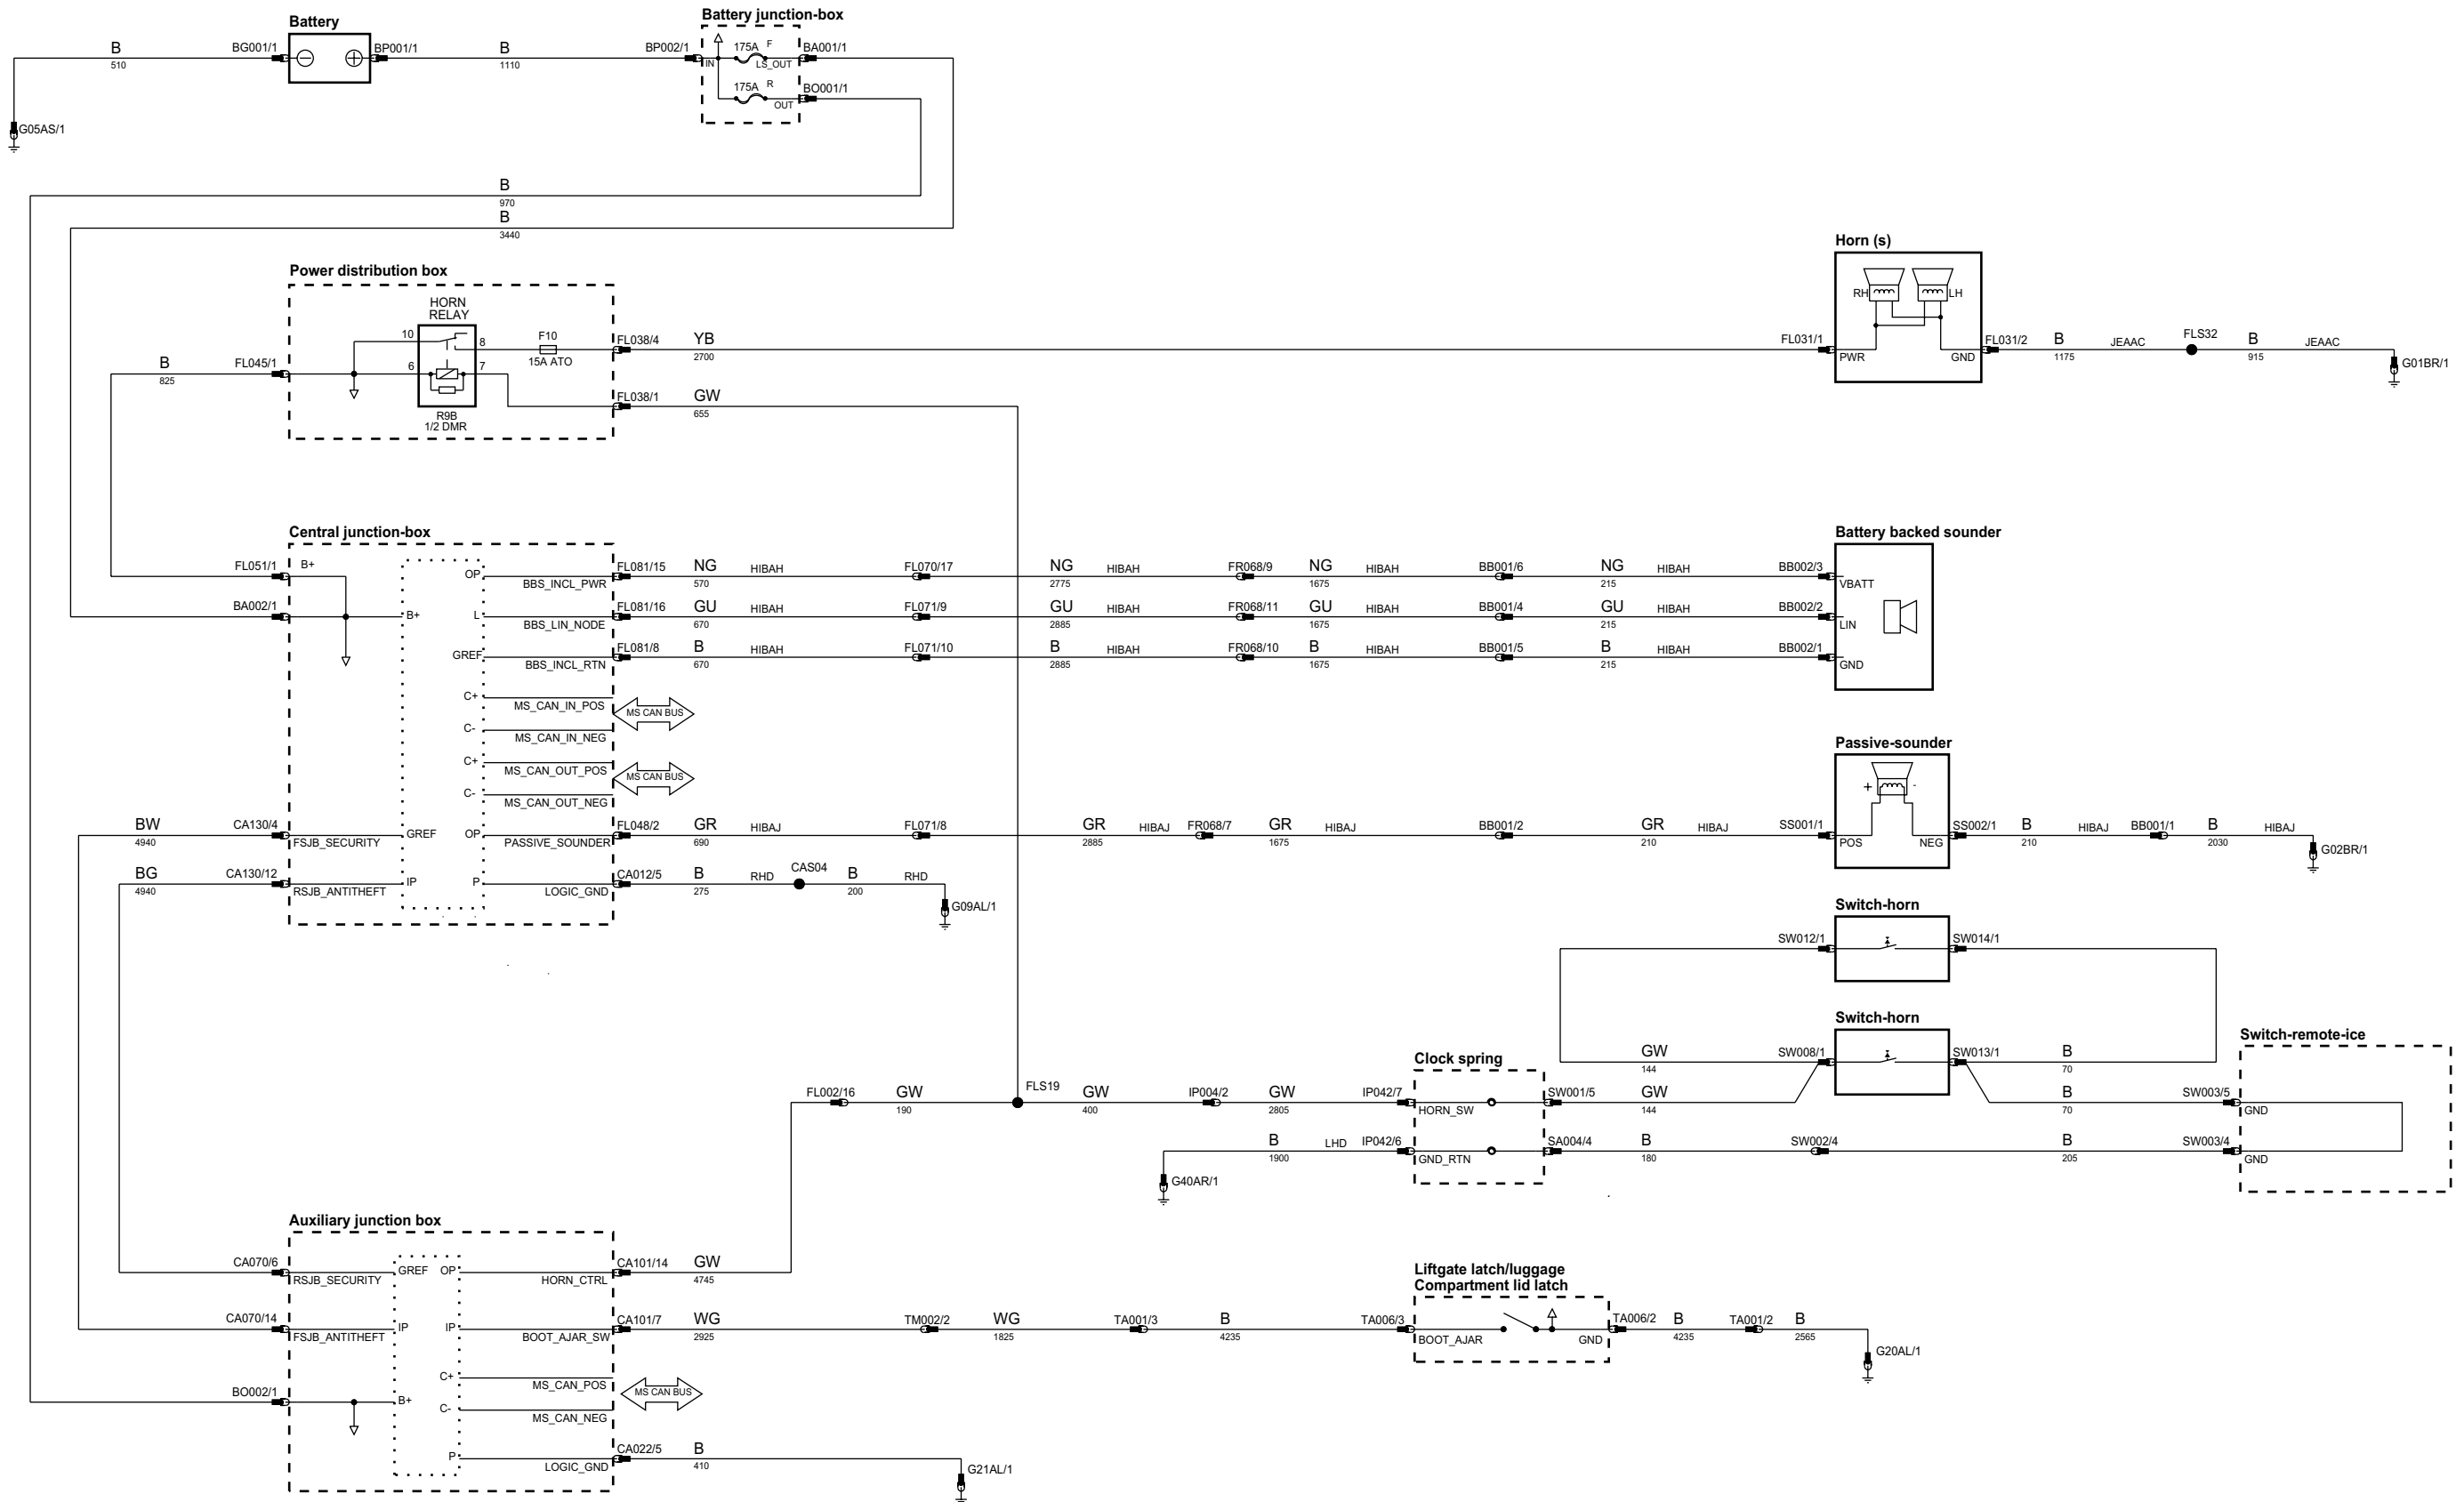 Battery
BG001/1
BP001/1
B
510
B
1110
G05AS/1
Battery junction-box
BP002/1
IN
175A
F
LS_OUT
BA001/1
175A
R
OUT
BO001/1
B
970
B
3440
Power distribution box
HORN
RELAY
10
8
6
7
F10
15A ATO
R9B
1/2 DMR
B
825
FL045/1
FL038/4
YB
2700
FL038/1
GW
655
Horn (s)
RH
LH
FL031/1
PWR
GND
FL031/2
B
1175
JEAAC
FLS32
B
915
JEAAC
G01BR/1
Central junction-box
FL051/1
B+
BA002/1
B+
OP
BBS_INCL_PWR
FL081/15
NG
570
HIBAH
FL070/17
NG
2775
HIBAH
FR068/9
NG
1675
HIBAH
BB001/6
NG
215
HIBAH
BB002/3
VBATT
L
BBS_LIN_NODE
FL081/16
GU
670
HIBAH
FL071/9
GU
2885
HIBAH
FR068/11
GU
1675
HIBAH
BB001/4
GU
215
HIBAH
BB002/2
LIN
GREF
BBS_INCL_RTN
FL081/8
B
670
HIBAH
FL071/10
B
2885
HIBAH
FR068/10
B
1675
HIBAH
BB001/5
B
215
HIBAH
BB002/1
GND
Battery backed sounder
C+
MS_CAN_IN_POS
C-
MS_CAN_IN_NEG
MS CAN BUS
C+
MS_CAN_OUT_POS
C-
MS_CAN_OUT_NEG
MS CAN BUS
BW
4940
CA130/4
FSJB_SECURITY
GREF
OP
PASSIVE_SOUNDER
FL048/2
GR
690
HIBAJ
FL071/8
GR
2885
HIBAJ
FR068/7
GR
1675
HIBAJ
BB001/2
GR
210
HIBAJ
SS001/1
Passive-sounder
+
-
POS
NEG
SS002/1
B
210
HIBAJ
BB001/1
B
2030
HIBAJ
G02BR/1
BG
4940
CA130/12
RSJB_ANTITHEFT
IP
P
LOGIC_GND
CA012/5
B
275
RHD
CAS04
B
200
RHD
G09AL/1
Switch-horn
SW012/1
SW014/1
Switch-horn
GW
144
SW008/1
SW013/1
B
70
Switch-remote-ice
B
70
SW003/5
GND
B
205
SW003/4
GND
Clock spring
FL002/16
GW
190
FLS19
GW
400
IP004/2
GW
2805
IP042/7
HORN_SW
SW001/5
GW
144
B
1900
LHD
IP042/6
GND_RTN
SA004/4
B
180
SW002/4
G40AR/1
Auxiliary junction box
CA070/6
RSJB_SECURITY
GREF
OP
HORN_CTRL
CA101/14
GW
4745
CA070/14
FSJB_ANTITHEFT
IP
IP
BOOT_AJAR_SW
CA101/7
WG
2925
TM002/2
WG
1825
TA001/3
B
4235
TA006/3
Liftgate latch/luggage
Compartment lid latch
BOOT_AJAR
GND
TA006/2
B
4235
TA001/2
B
2565
G20AL/1
C+
MS_CAN_POS
C-
MS_CAN_NEG
MS CAN BUS
BO002/1
B+
P
LOGIC_GND
CA022/5
B
410
G21AL/1